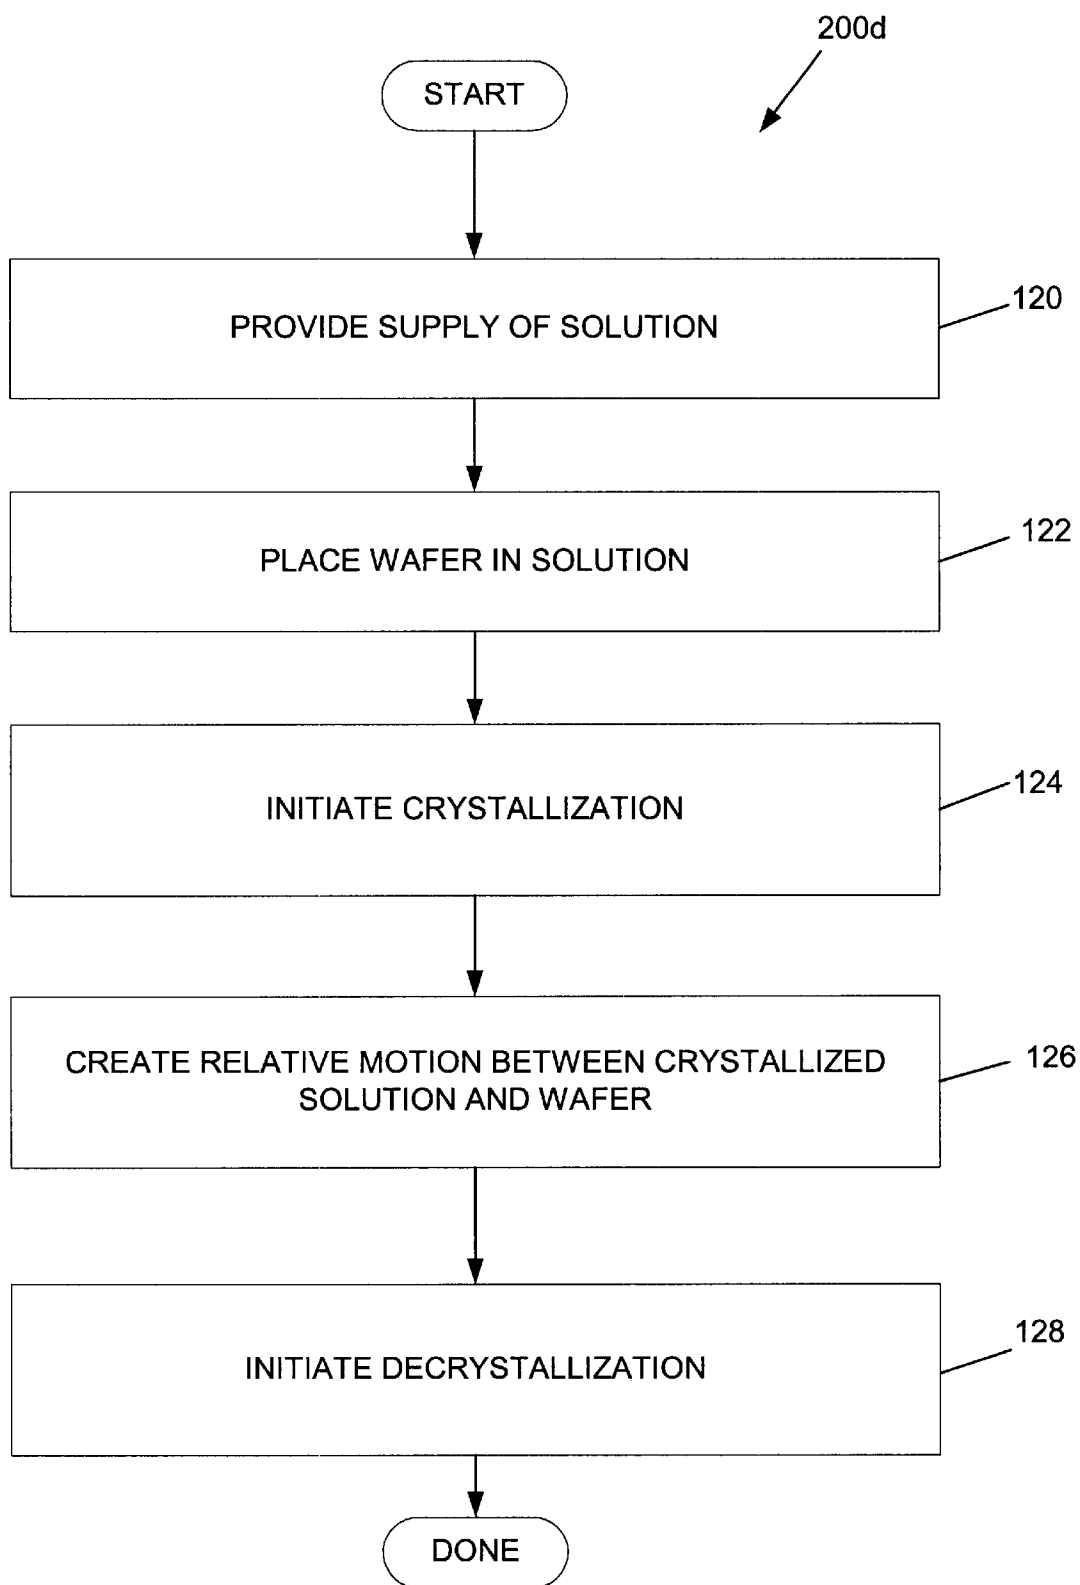 200d
START
PROVIDE SUPPLY OF SOLUTION
120
PLACE WAFER IN SOLUTION
122
INITIATE CRYSTALLIZATION
124
CREATE RELATIVE MOTION BETWEEN CRYSTALLIZED
SOLUTION AND WAFER
126
INITIATE DECRYSTALLIZATION
128
DONE